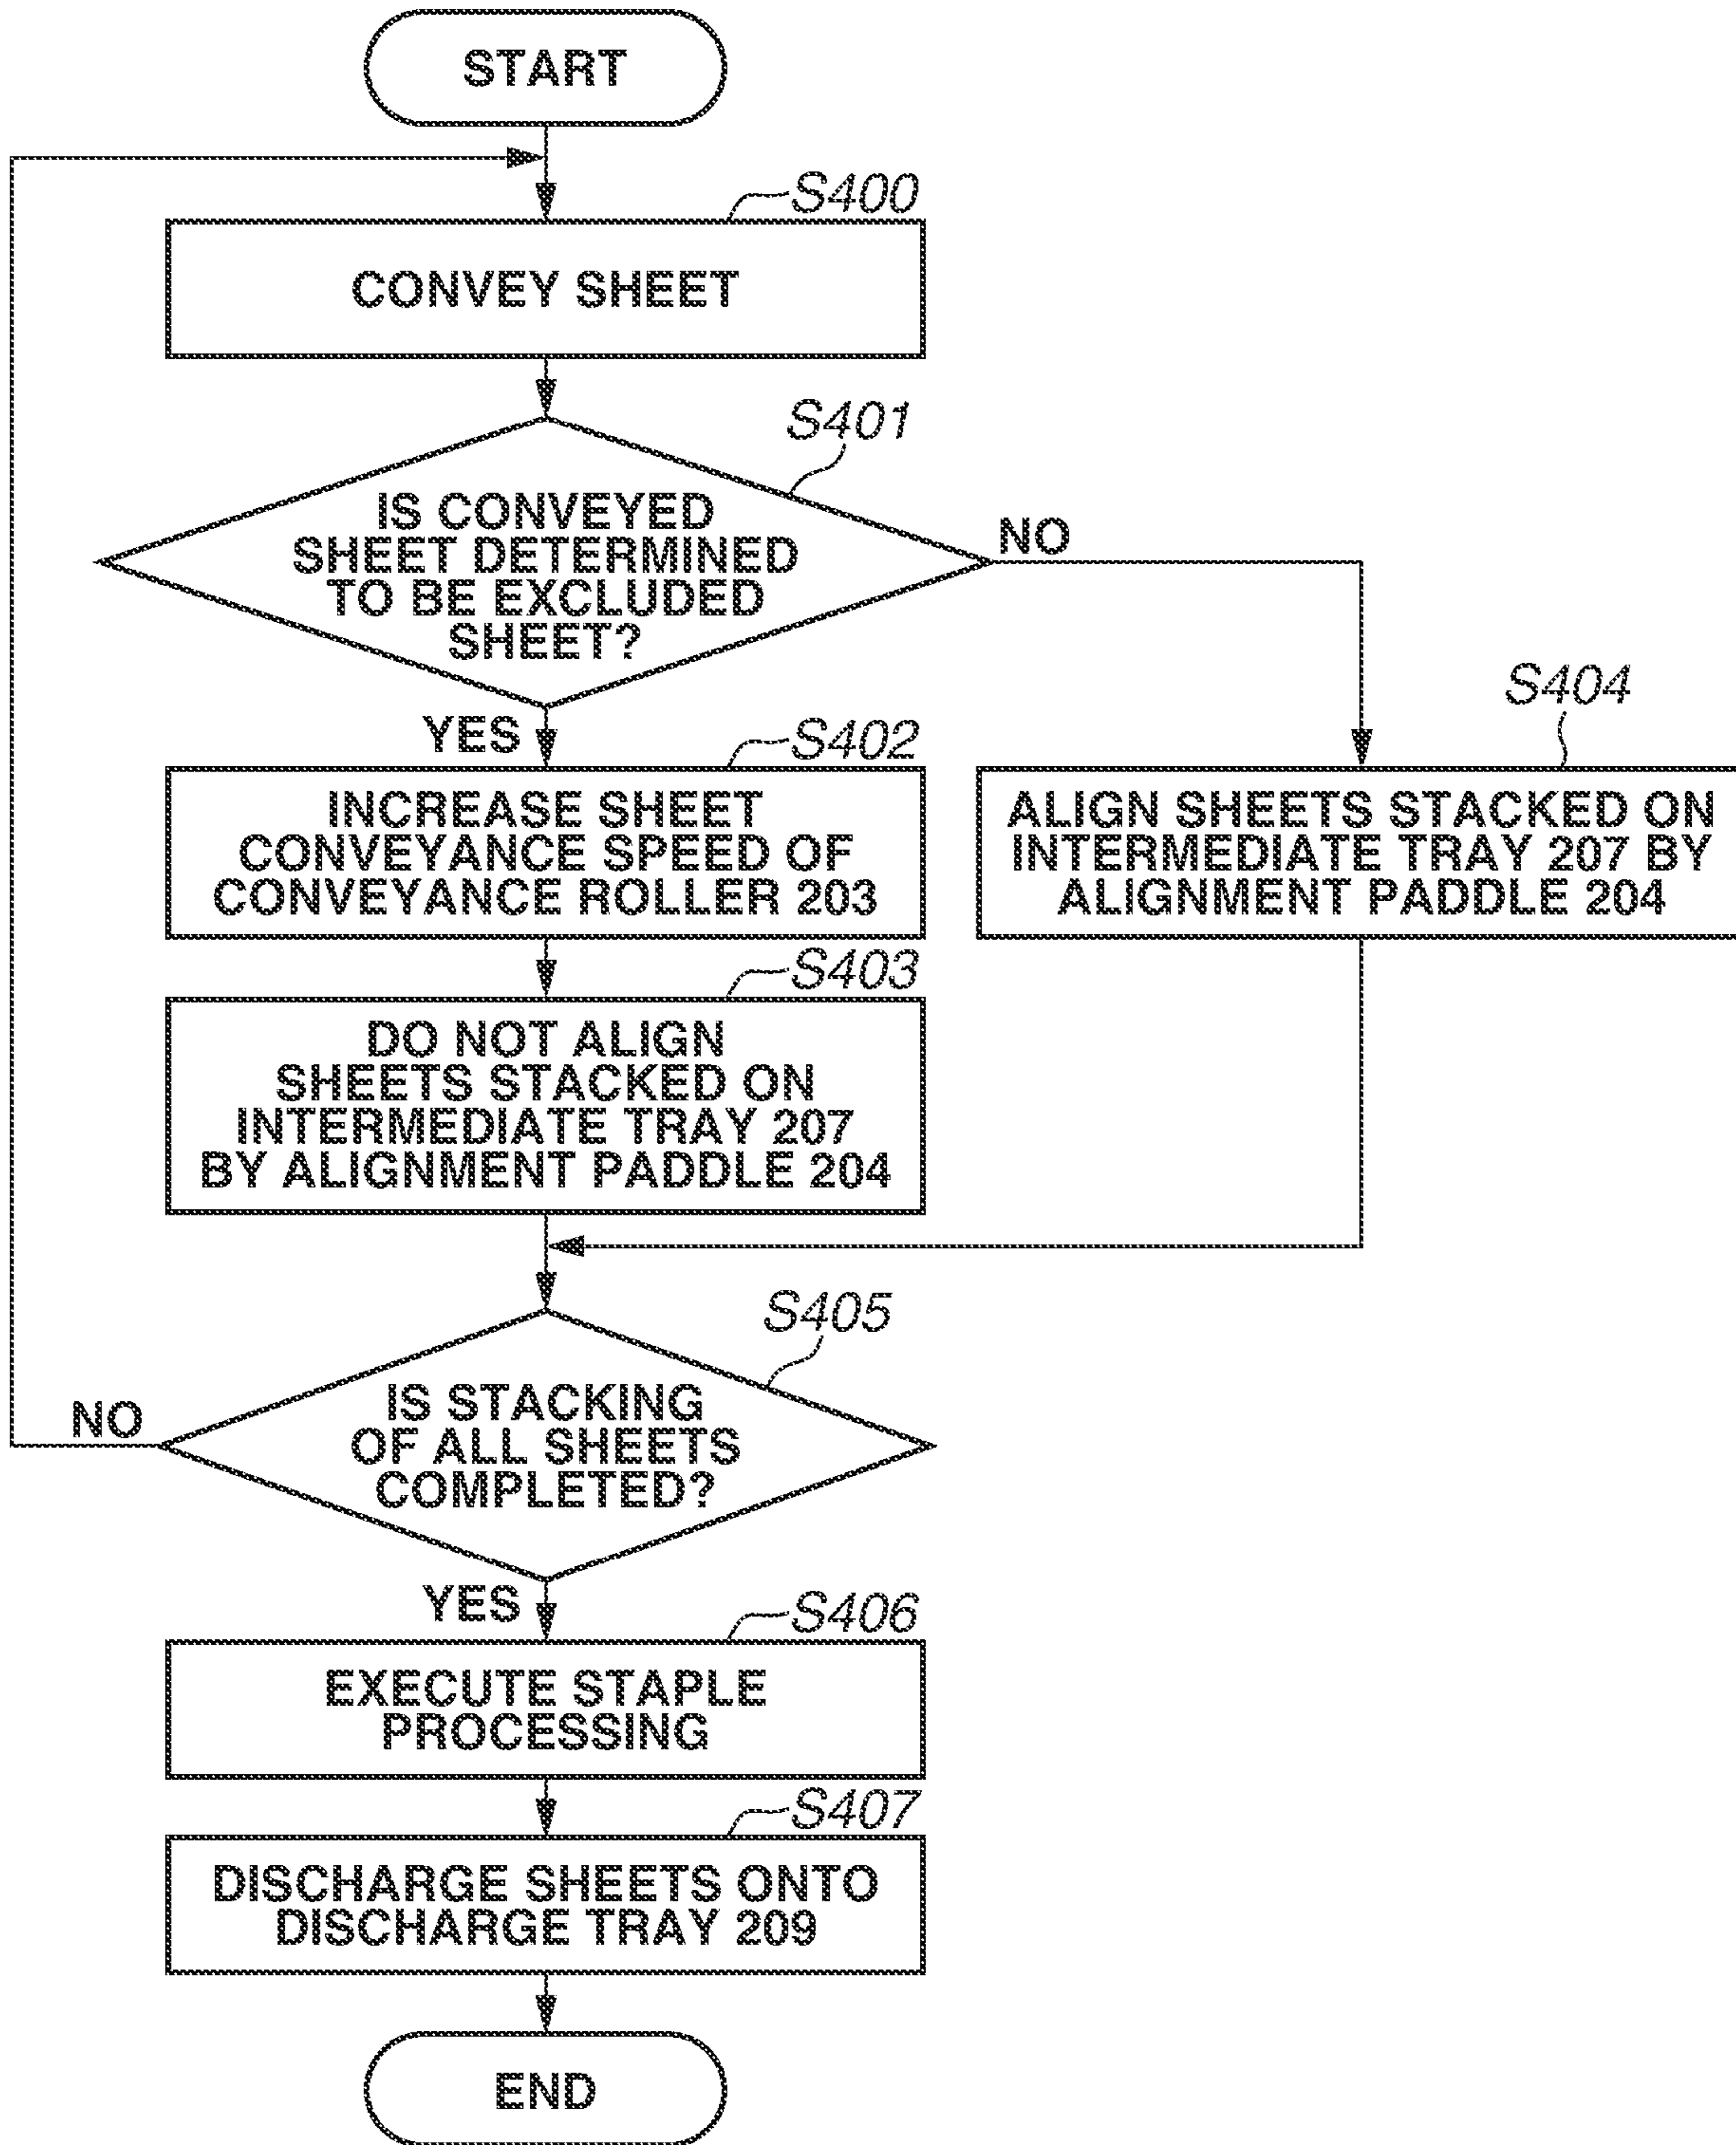 START
S400
CONVEY SHEET
S401
IS CONVEYED
SHEET DETERMINED
TO BE EXCLUDED
SHEET?
NO
YES
S402
INCREASE SHEET
CONVEYANCE SPEED OF
CONVEYANCE ROLLER 203
S404
ALIGN SHEETS STACKED ON
INTERMEDIATE TRAY 207 BY
ALIGNMENT PADDLE 204
S403
DO NOT ALIGN
SHEETS STACKED ON
INTERMEDIATE TRAY 207
BY ALIGNMENT PADDLE 204
S405
IS STACKING
OF ALL SHEETS
COMPLETED?
NO
YES
S406
EXECUTE STAPLE
PROCESSING
S407
DISCHARGE SHEETS ONTO
DISCHARGE TRAY 209
END